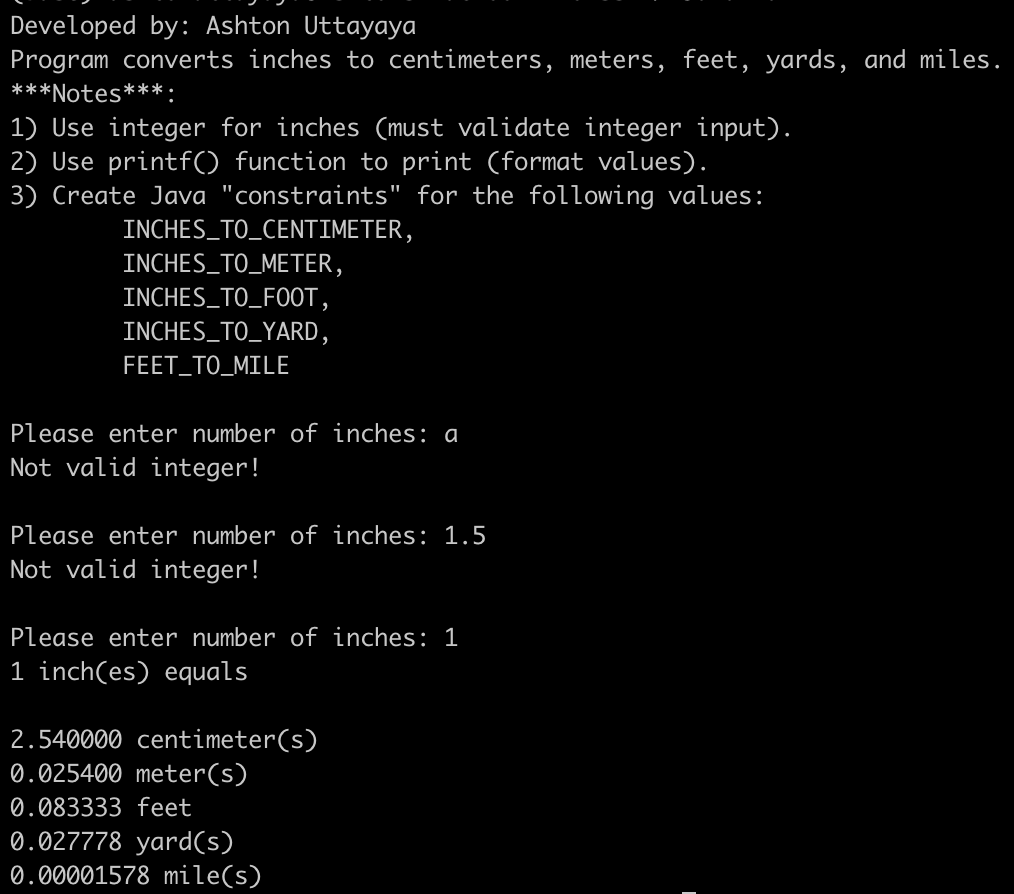 Developed by: Ashton Uttayaya
Program converts inches to centimeters, meters, feet, yards, and miles.
***Notes***:
1) Use integer for inches (must validate integer input).
2) Use printf() function to print (format values).
3) Create Java "constraints" for the following values:
INCHES_TO_CENTIMETER,
INCHES_TO_METER,
INCHES_TO_FOOT,
INCHES_TO_YARD,
FEET_TO_MILE
Please enter number of inches: a
Not valid integer!
Please enter number of inches: 1.5
Not valid integer!
Please enter number of inches: 1
1 inch(es) equals
2.540000 centimeter(s)
0.025400 meter(s)
0.083333 feet
0.027778 yard(s)
0.00001578 mile(s)